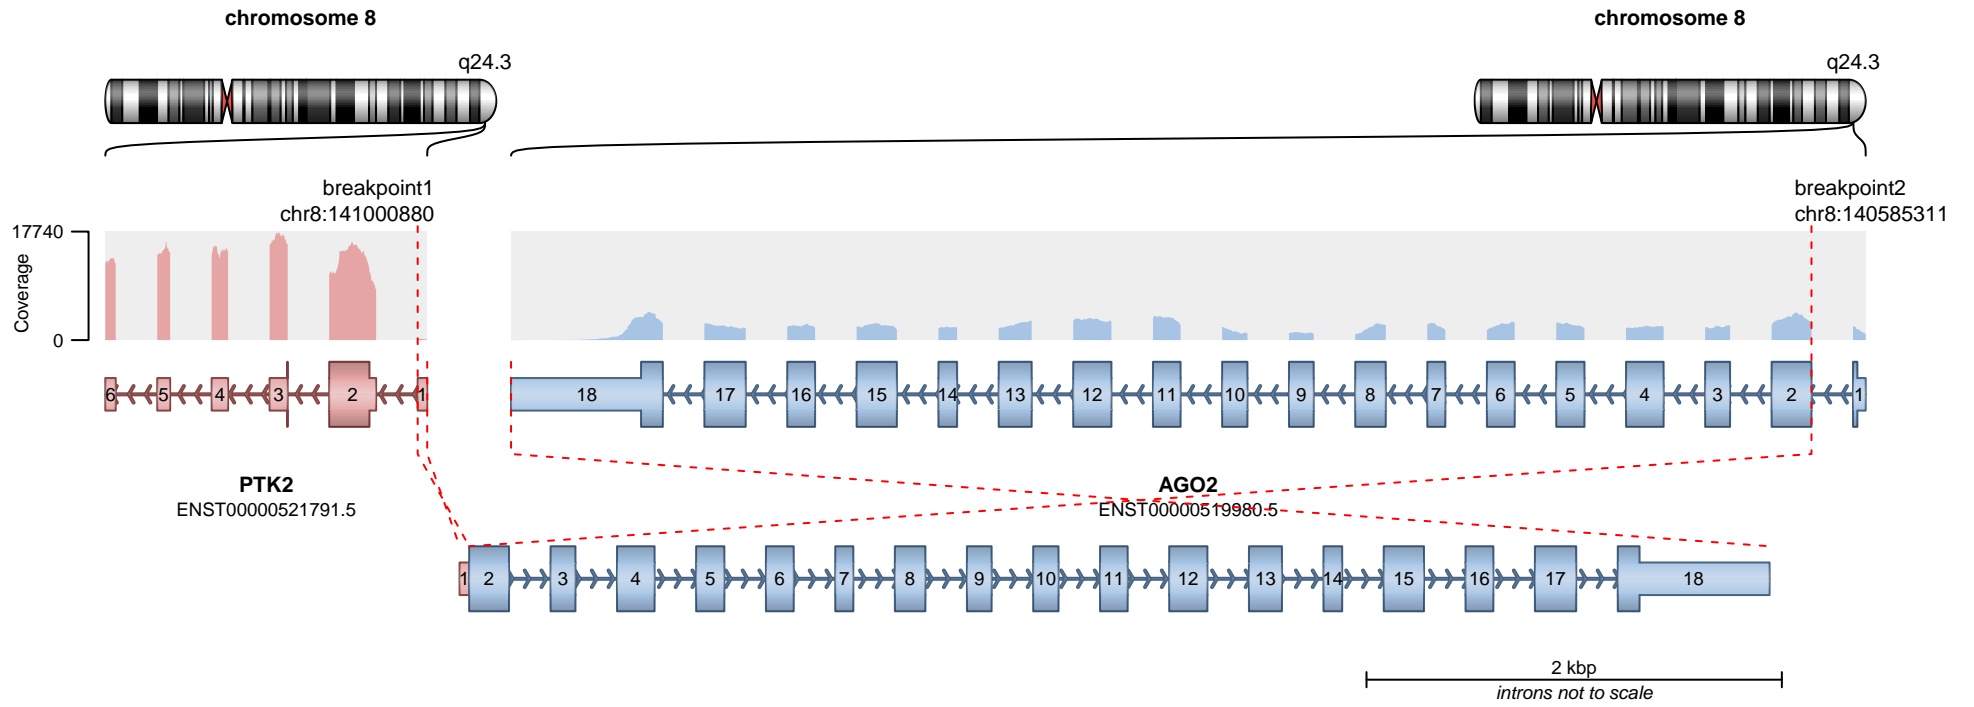 chromosome 8
chromosome 8
q24.3
q24.3
breakpoint1
chr8:141000880
breakpoint2
chr8:140585311
17740
Coverage
0
6 5 4 3 2 1
18 17 16 15 14 13 12 11 10 9 8 7 6 5 4 3 2 1
PTK2
ENST00000521791.5
AGO2
ENST00000519980.5
1 2 3 4 5 6 7 8 9 10 11 12 13 14 15 16 17 18
2 kbp
introns not to scale